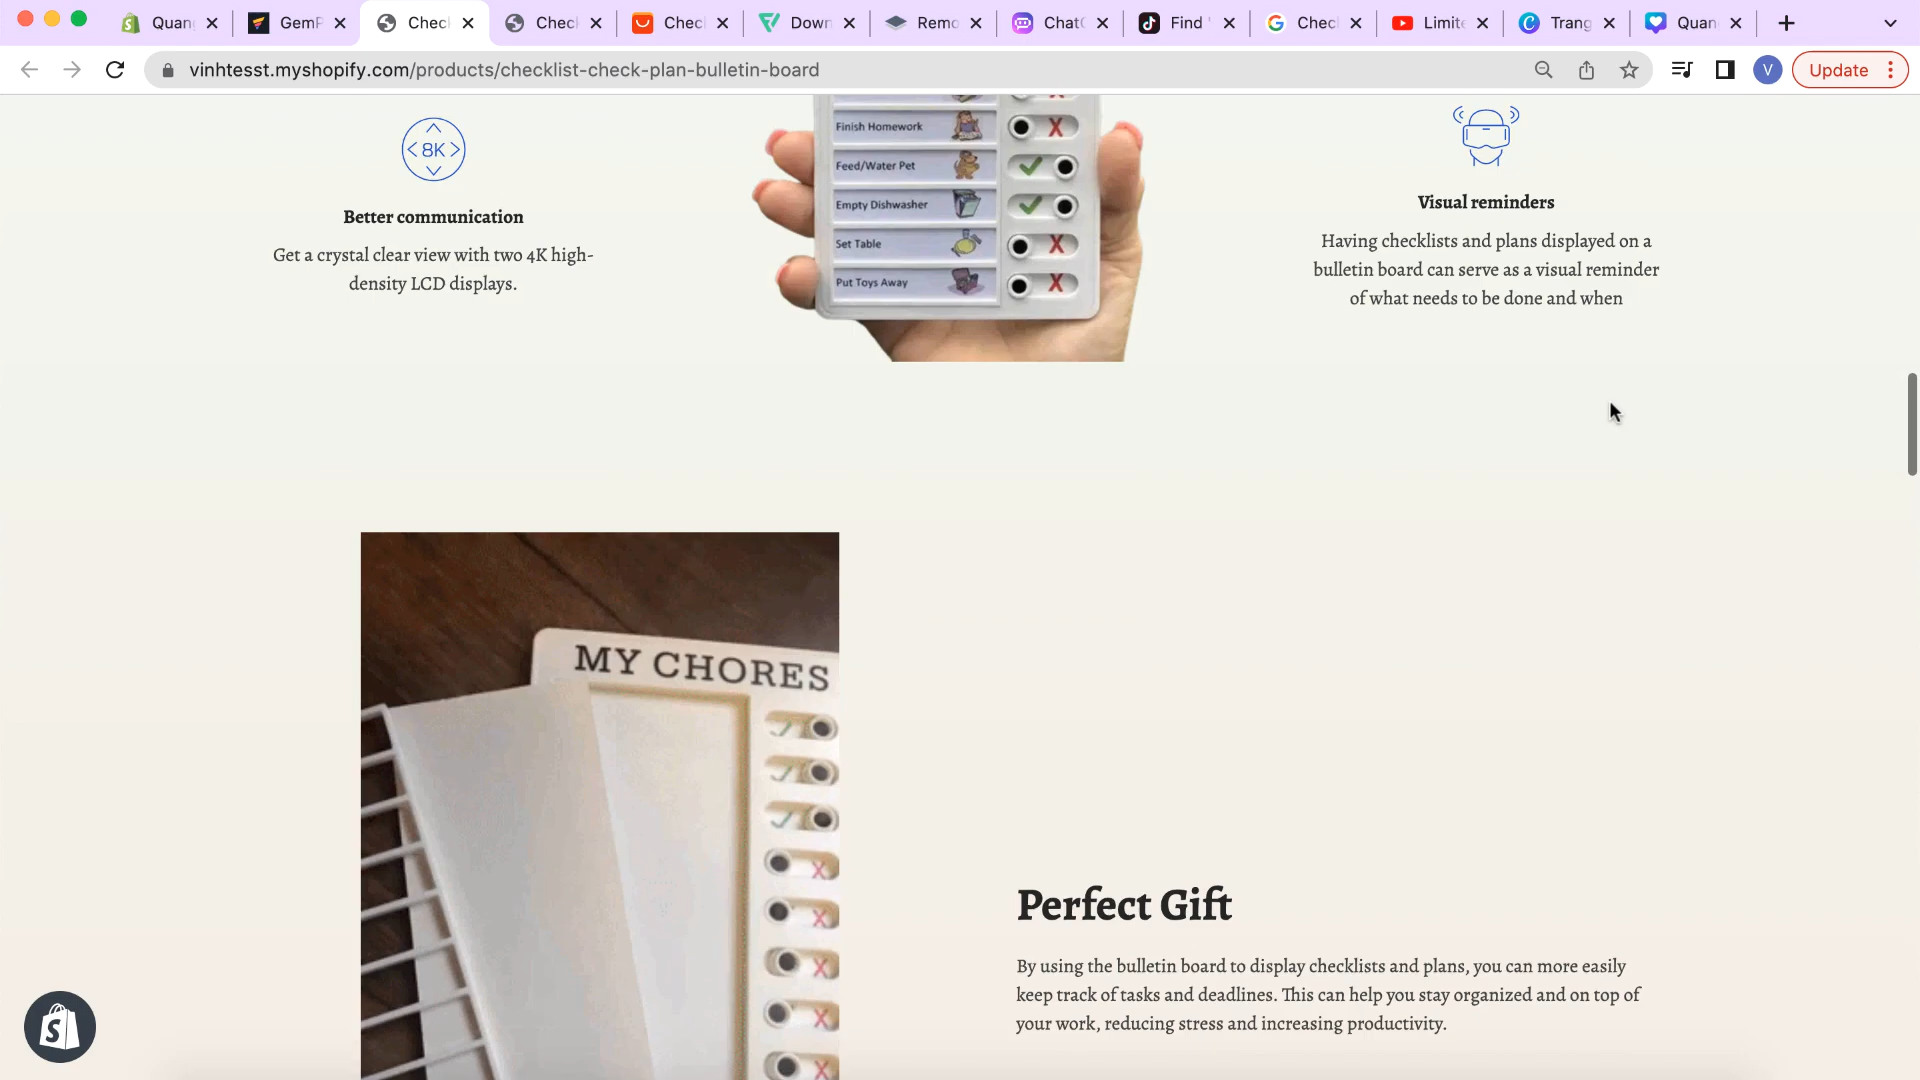 Quan
GemP
Chec
Chec
Chec
Down
Remo
Chat
Find
Chec
Limit
Trang
Quan
vinhtesst.myshopify.com/products/checklist-check-plan-bulletin-board
V
Update
Finish Homework
Feed/Water Pet
Empty Dishwasher
Set Table
Put Toys Away
8K
Better communication
Get a crystal clear view with two 4K high-
density LCD displays.
Visual reminders
Having checklists and plans displayed on a
bulletin board can serve as a visual reminder
of what needs to be done and when
MY CHORES
Perfect Gift
By using the bulletin board to display checklists and plans, you can more easily
keep track of tasks and deadlines. This can help you stay organized and on top of
your work, reducing stress and increasing productivity.